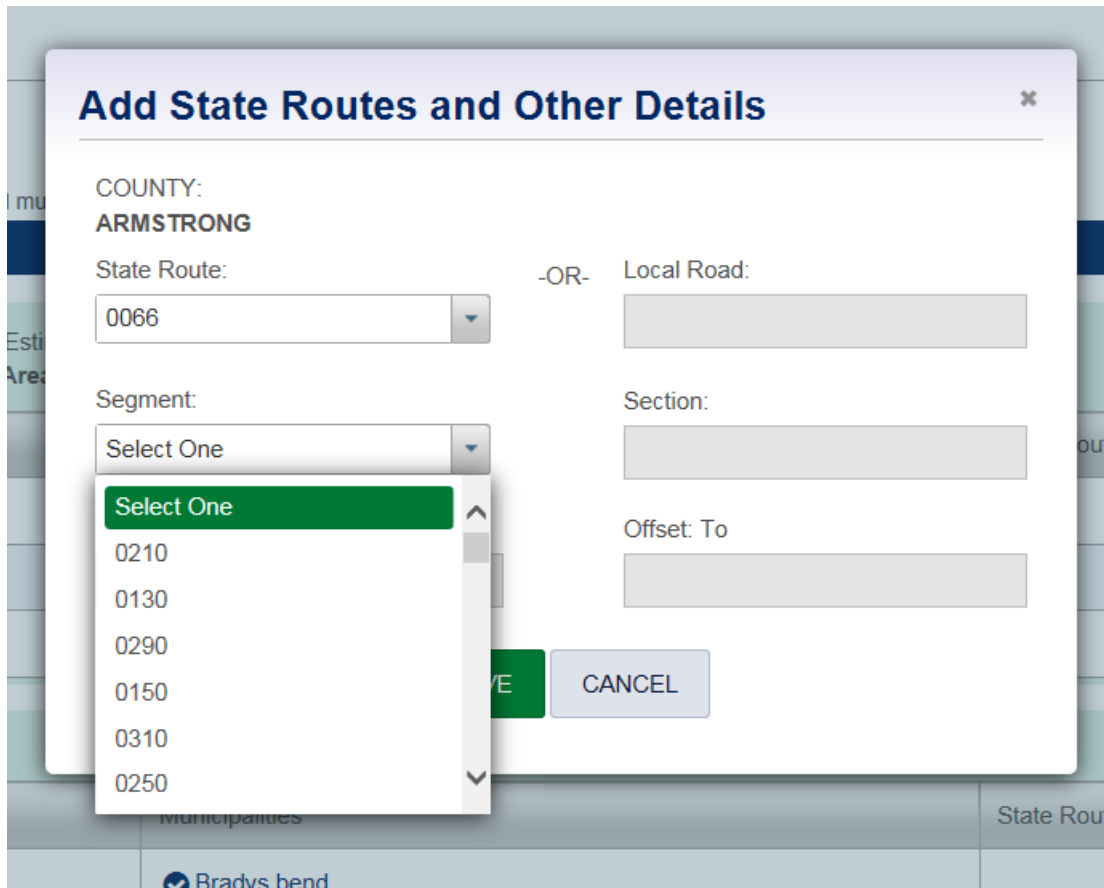 Add State Routes and Other Details
COUNTY:
ARMSTRONG
State Route:
-OR-
Local Road:
0066
Segment:
Section:
Select One
Select One
0210
0130
0290
0150
0310
0250
Offset: To
CANCEL
Municipalities
State Rou
Bradys bend